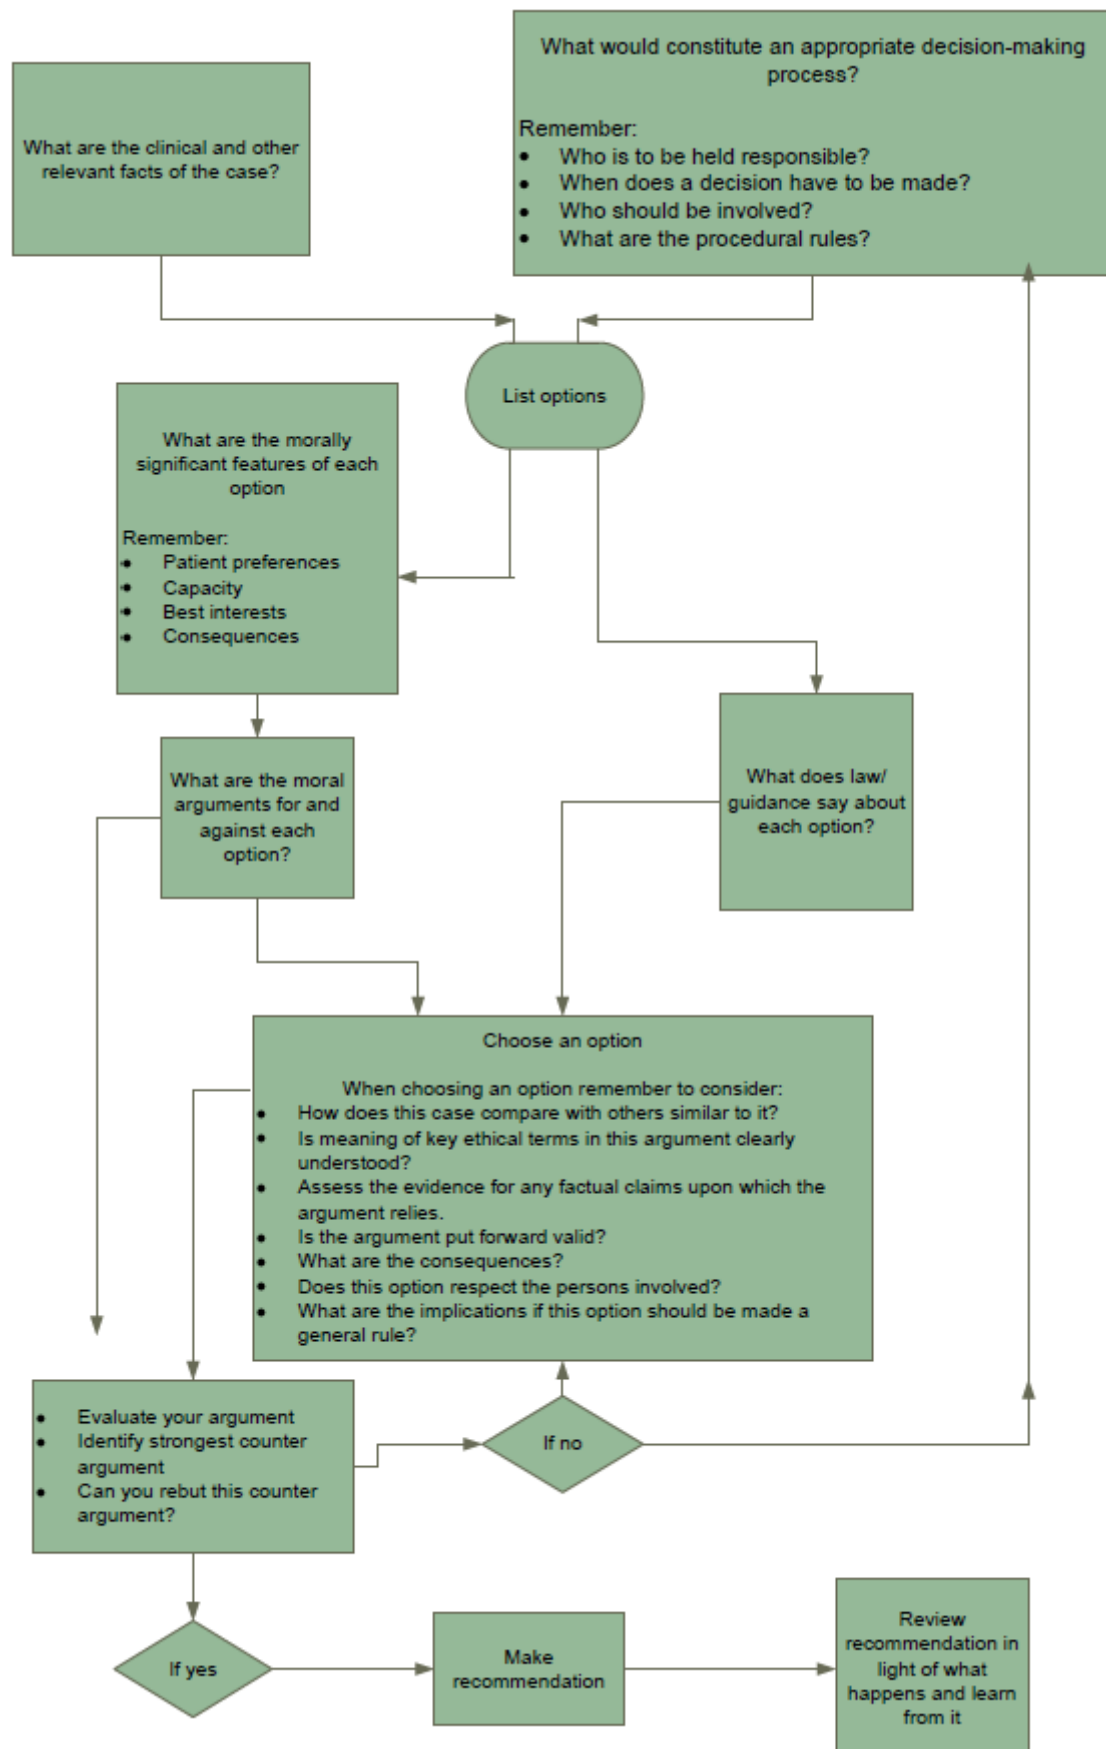 What are the clinical and other
relevant facts of the case?
What would constitute an appropriate decision-making
process?
Remember:
• Who is to be held responsible?
• When does a decision have to be made?
• Who should be involved?
• What are the procedural rules?
List options
What are the morally
significant features of each
option
Remember:
• Patient preferences
• Capacity
• Best interests
• Consequences
What are the moral
arguments for and
against each
option?
What does law/
guidance say about
each option?
Choose an option
When choosing an option remember to consider:
• How does this case compare with others similar to it?
• Is meaning of key ethical terms in this argument clearly
understood?
• Assess the evidence for any factual claims upon which the
argument relies.
• Is the argument put forward valid?
• What are the consequences?
• Does this option respect the persons involved?
• What are the implications if this option should be made a
general rule?
• Evaluate your argument
• Identify strongest counter
argument
• Can you rebut this counter
argument?
If no
If yes
Make
recommendation
Review
recommendation in
light of what
happens and learn
from it